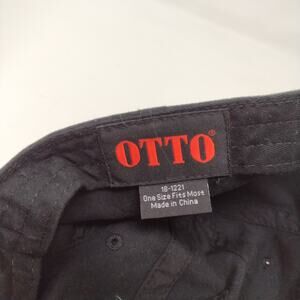 OTTO®
18-1221
One Size Fits Most
Made in China